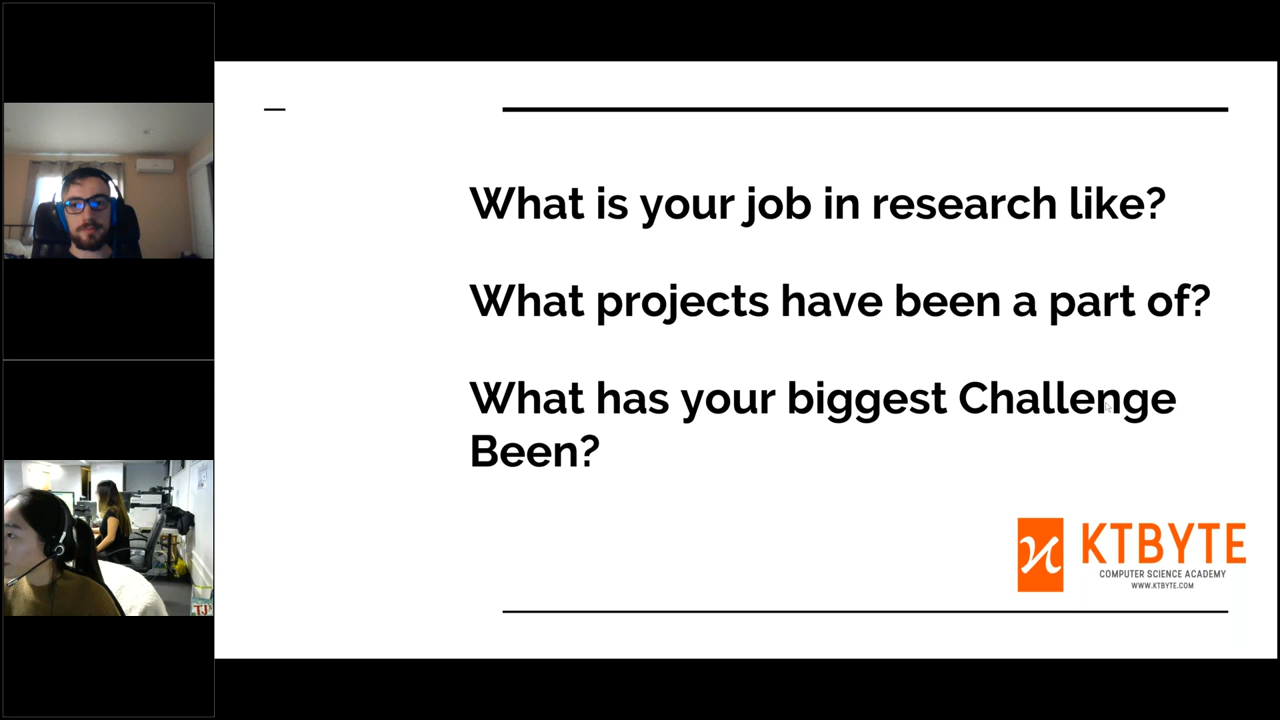 What is your job in research like?
What projects have been a part of?
What has your biggest Challenge
Been?
KTBYTE
COMPUTER SCIENCE ACADEMY
WWW.KTBYTE.COM
TJ